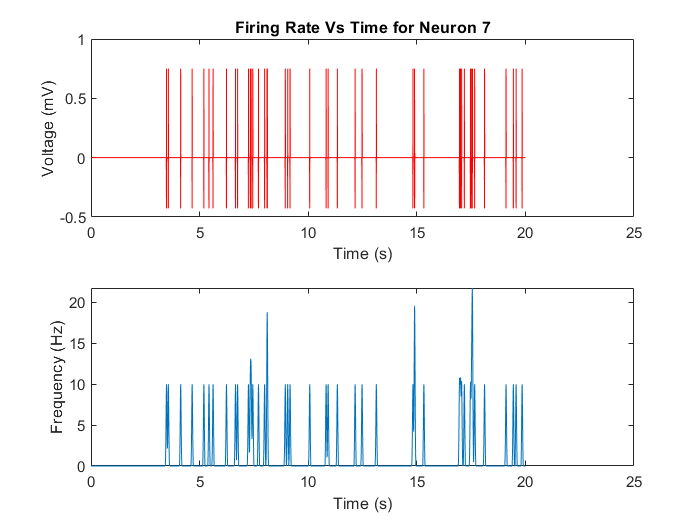 Firing Rate Vs Time for Neuron 7
1
0.5
0
-0.5
Voltage (mV)
0 5 10 15 20 25
Time (s)
20
15
10
5
0
Frequency (Hz)
0 5 10 15 20 25
Time (s)